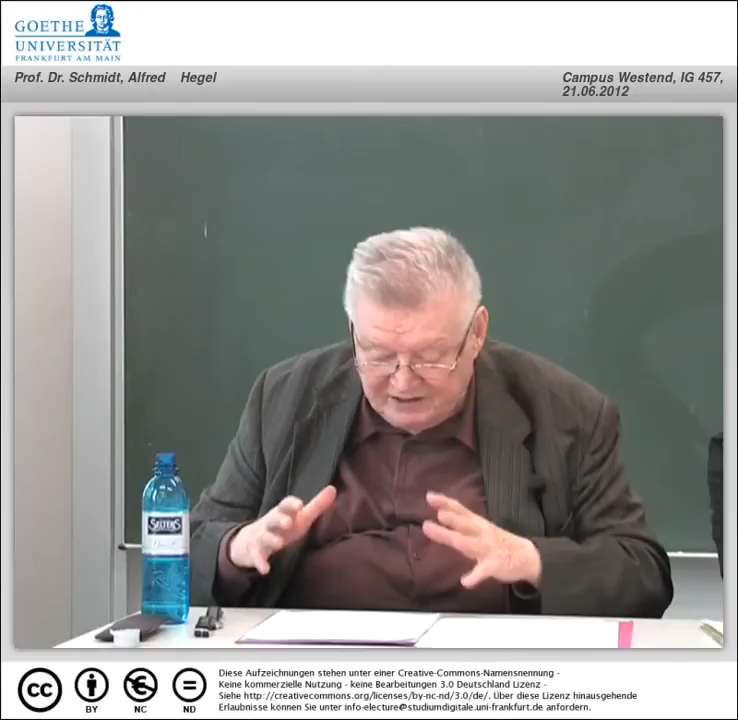 GOETHE
UNIVERSITÄT
FRANKFURT AM MAIN
Prof. Dr. Schmidt, Alfred Hegel
Campus Westend, IG 457,
21.06.2012
SELTERS
cc
BY
NC
ND
Diese Aufzeichnungen stehen unter einer Creative-Commons-Namensnennung -
Keine kommerzielle Nutzung - keine Bearbeitungen 3.0 Deutschland Lizenz -
Siehe http://creativecommons.org/licenses/by-nc-nd/3.0/de/. Über diese Lizenz hinausgehende
Erlaubnisse können Sie unter info-electure@studiumdigitale.uni-frankfurt.de anfordern.